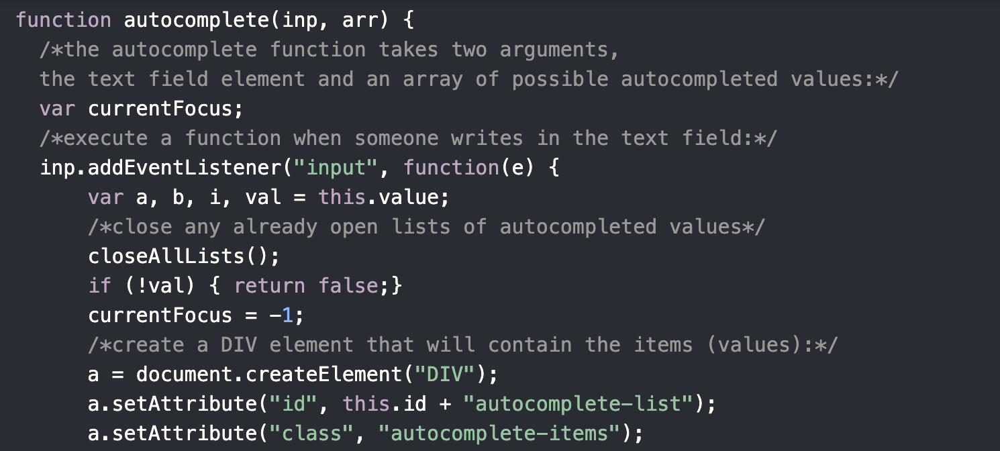 function autocomplete(inp, arr) {
  /*the autocomplete function takes two arguments,
  the text field element and an array of possible autocompleted values:*/
  var currentFocus;
  /*execute a function when someone writes in the text field:*/
  inp.addEventListener("input", function(e) {
      var a, b, i, val = this.value;
      /*close any already open lists of autocompleted values*/
      closeAllLists();
      if (!val) { return false;}
      currentFocus = -1;
      /*create a DIV element that will contain the items (values):*/
      a = document.createElement("DIV");
      a.setAttribute("id", this.id + "autocomplete-list");
      a.setAttribute("class", "autocomplete-items");